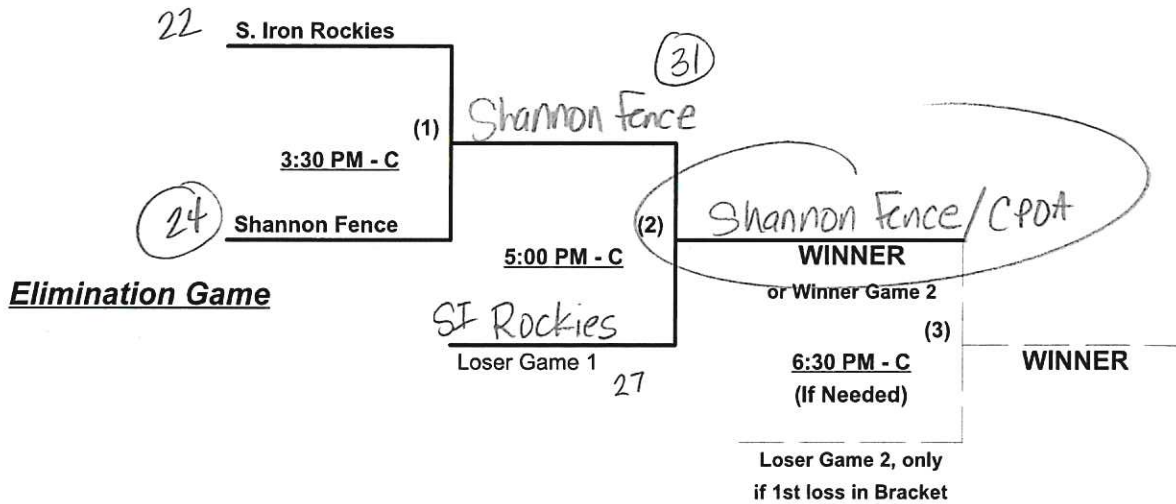 22
S. Iron Rockies
31
Shannon Fence
(1)
3:30 PM - C
24
Shannon Fence
(2)
Shannon Fence/CPOA
5:00 PM - C
WINNER
Elimination Game
or Winner Game 2
SI Rockies
(3)
Loser Game 1
6:30 PM - C
WINNER
27
(If Needed)
Loser Game 2, only
if 1st loss in Bracket